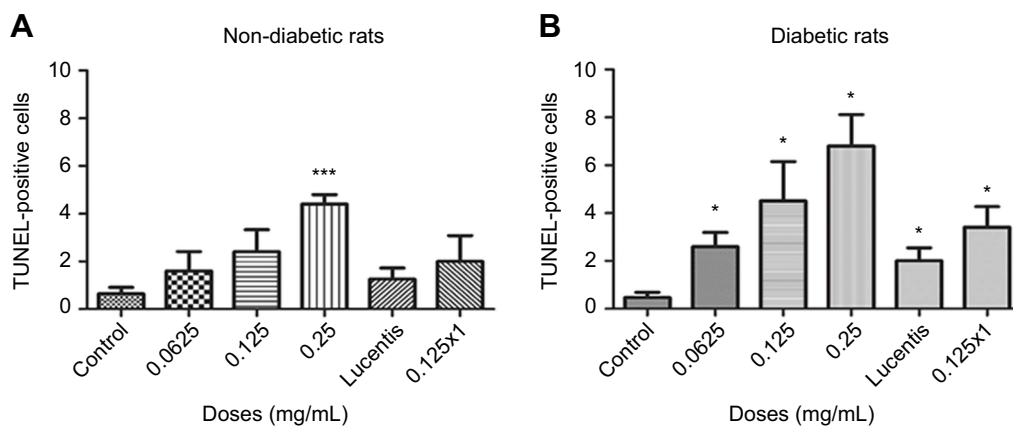 A
Non-diabetic rats
TUNEL-positive cells
10
8
6
4
2
0
***
Control
0.0625
0.125
0.25
Lucentis
0.125x1
Doses (mg/mL)
B
Diabetic rats
TUNEL-positive cells
10
8
6
4
2
0
*
*
*
*
*
Control
0.0625
0.125
0.25
Lucentis
0.125x1
Doses (mg/mL)